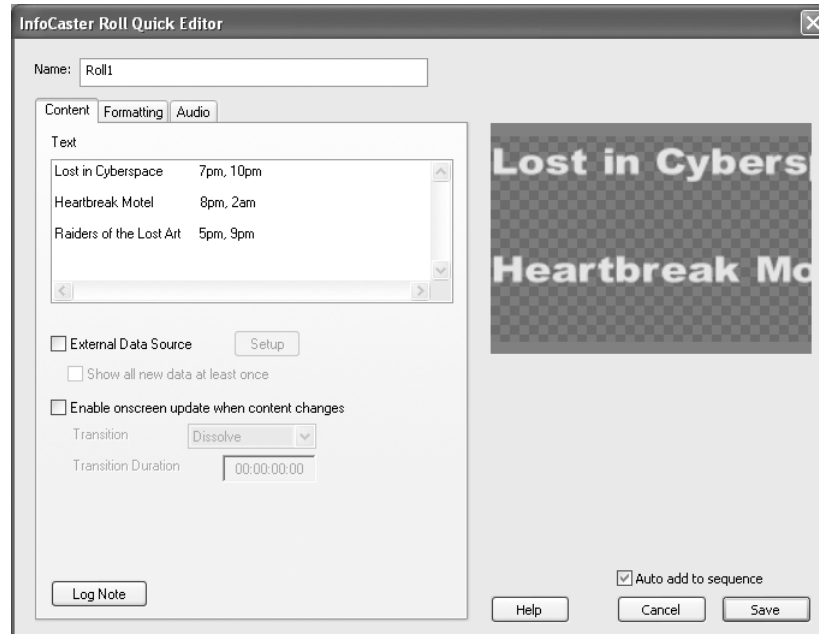 InfoCaster Roll Quick Editor
Name: Roll1
Content Formatting Audio
Text
Lost in Cyberspace 7pm, 10pm
Heartbreak Motel 8pm, 2am
Raiders of the Lost Art 5pm, 9pm
External Data Source Setup
Show all new data at least once
Enable onscreen update when content changes
Transition Dissolve
Transition Duration 00:00:00:00
Log Note
Lost in Cybersp
Heartbreak Mo
Auto add to sequence
Help Cancel Save